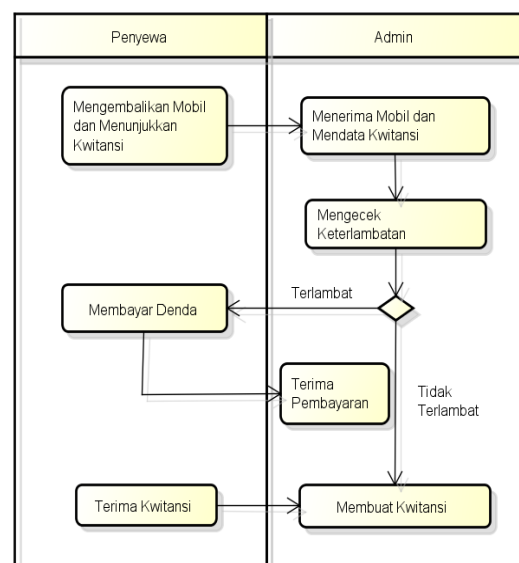 Penyewa
Admin
Mengembalikan Mobil
dan Menunjukkan
Kwitansi
Menerima Mobil dan
Mendata Kwitansi
Mengecek
Keterlambatan
Terlambat
Membayar Denda
Terima
Pembayaran
Tidak
Terlambat
Terima Kwitansi
Membuat Kwitansi